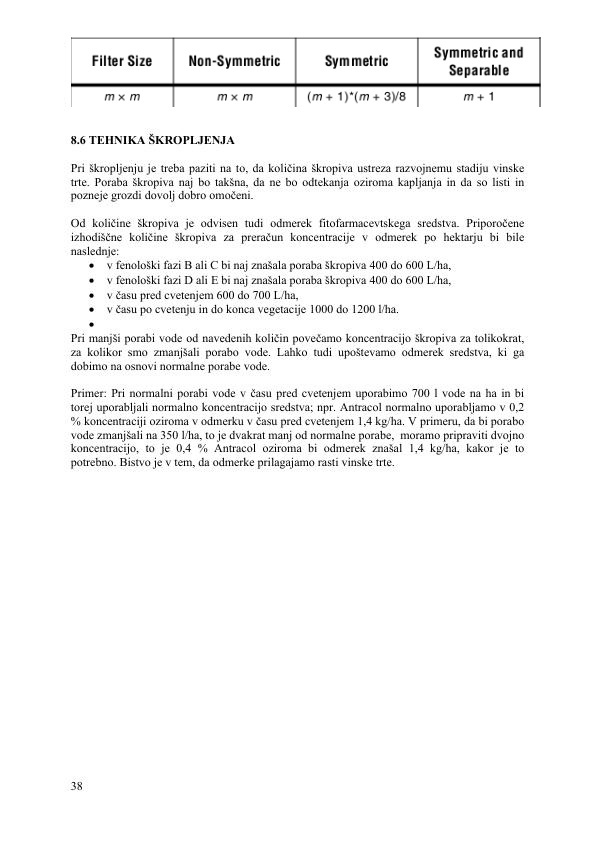 Filter Size Non-Symmetric Symmetric Symmetric and Separable
m × m m × m (m + 1)*(m + 3)/8 m + 1
8.6 TEHNIKA ŠKROPLJENJA
Pri škropljenju je treba paziti na to, da količina škropiva ustreza razvojnemu stadiju vinske
trte. Poraba škropiva naj bo takšna, da ne bo odtekanja oziroma kapljanja in da so listi in
pozneje grozdi dovolj dobro omočeni.
Od količine škropiva je odvisen tudi odmerek fitofarmacevtskega sredstva. Priporočene
izhodiščne količine škropiva za preračun koncentracije v odmerek po hektarju bi bile
naslednje:
• v fenološki fazi B ali C bi naj znašala poraba škropiva 400 do 600 L/ha,
• v fenološki fazi D ali E bi naj znašala poraba škropiva 400 do 600 L/ha,
• v času pred cvetenjem 600 do 700 L/ha,
• v času po cvetenju in do konca vegetacije 1000 do 1200 l/ha.
•
Pri manjši porabi vode od navedenih količin povečamo koncentracijo škropiva za tolikokrat,
za kolikor smo zmanjšali porabo vode. Lahko tudi upoštevamo odmerek sredstva, ki ga
dobimo na osnovi normalne porabe vode.
Primer: Pri normalni porabi vode v času pred cvetenjem uporabimo 700 l vode na ha in bi
torej uporabljali normalno koncentracijo sredstva; npr. Antracol normalno uporabljamo v 0,2
% koncentraciji oziroma v odmerku v času pred cvetenjem 1,4 kg/ha. V primeru, da bi porabo
vode zmanjšali na 350 l/ha, to je dvakrat manj od normalne porabe, moramo pripraviti dvojno
koncentracijo, to je 0,4 % Antracol oziroma bi odmerek znašal 1,4 kg/ha, kakor je to
potrebno. Bistvo je v tem, da odmerke prilagajamo rasti vinske trte.
38